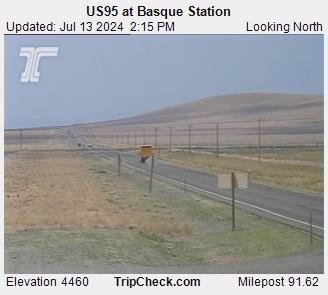 US95 at Basque Station
Updated: Jul 13 2024  2:15 PM Looking North
Elevation 4460 TripCheck.com Milepost 91.62